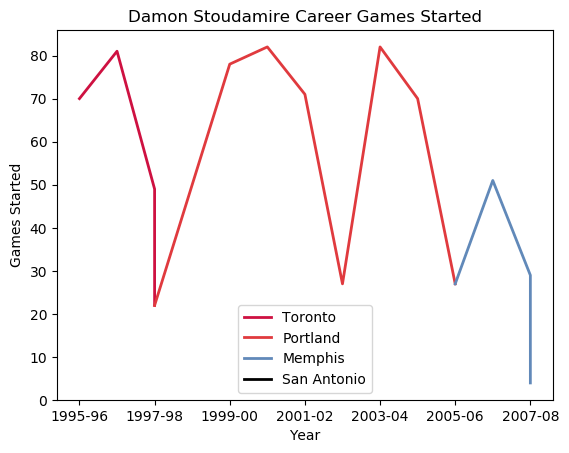 Damon Stoudamire Career Games Started
Games Started
80
70
60
50
40
30
20
10
0
Toronto
Portland
Memphis
San Antonio
1995-96 1997-98 1999-00 2001-02 2003-04 2005-06 2007-08
Year